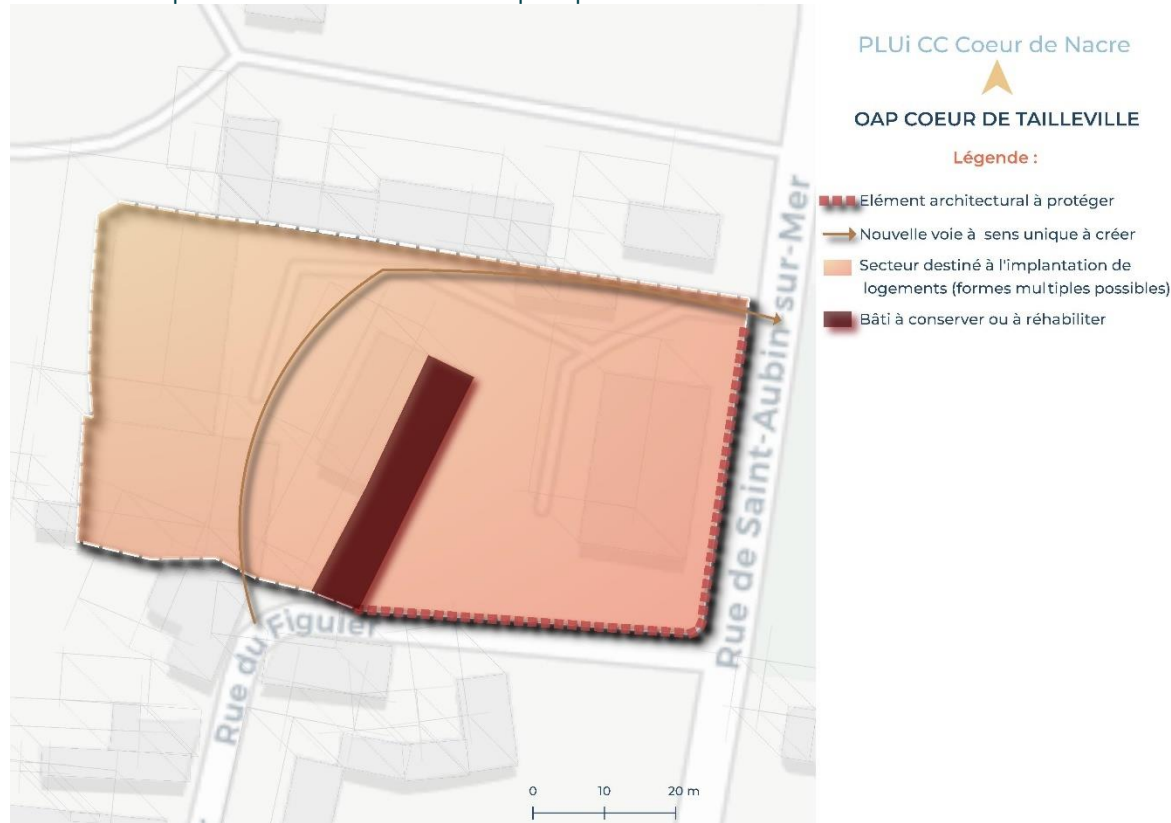 PLUi CC Coeur de Nacre
OAP COEUR DE TAILLEVILLE
Légende :
Elément architectural à protéger
Nouvelle voie à sens unique à créer
Secteur destiné à l'implantation de
logements (formes multiples possibles)
Bâti à conserver ou à réhabiliter
Rue de Saint-Aubin-sur-Mer
Rue du Figuier
0 10 20 m